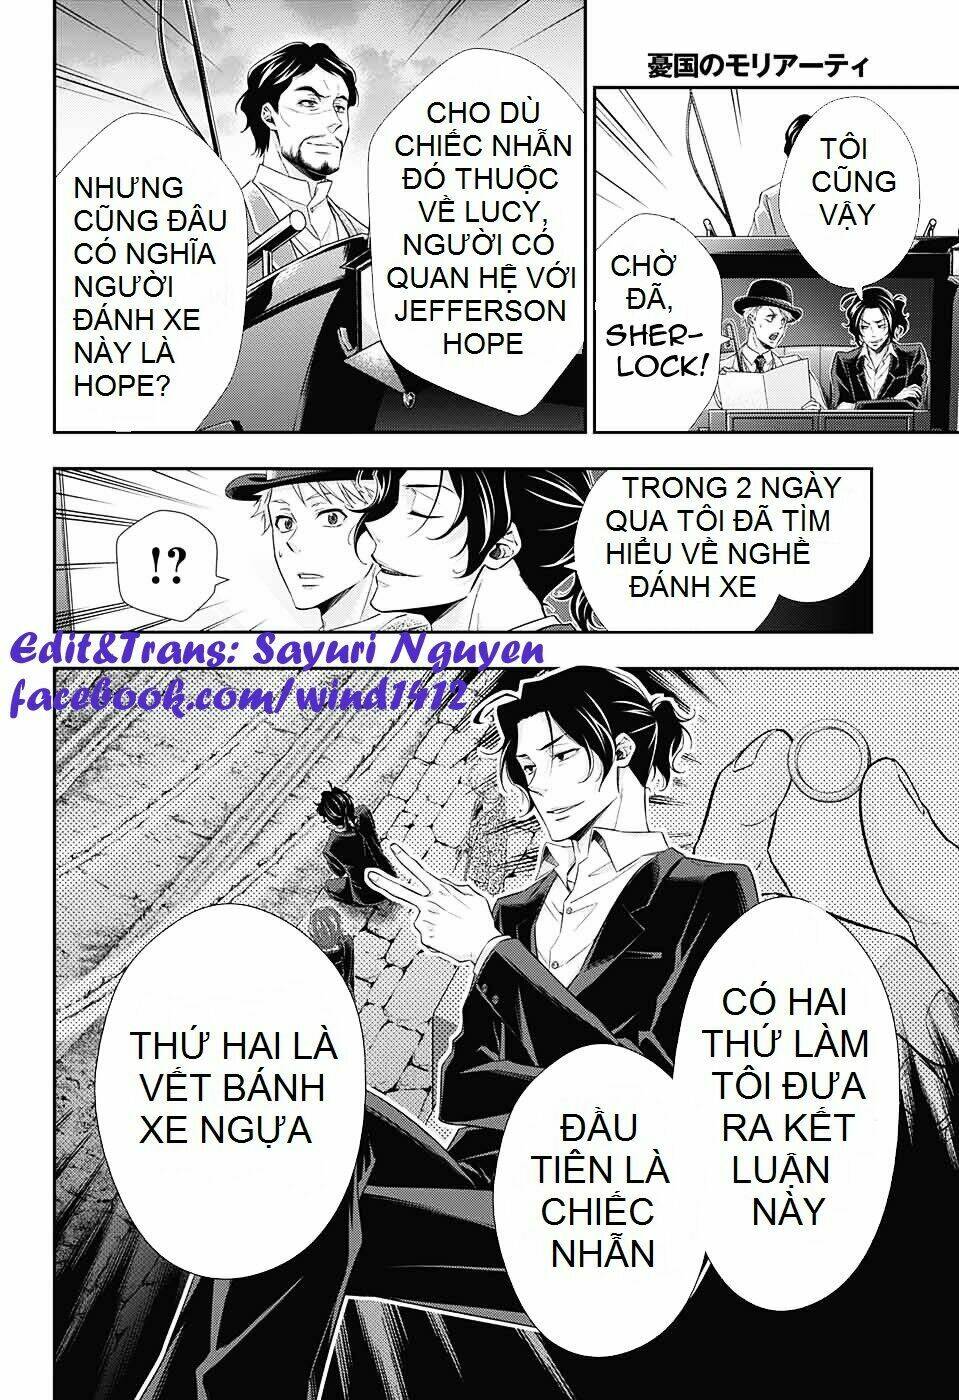 憂国のモリアーティ
TÔI
CŨNG
VẬY
CHỜ
ĐÃ,
SHER-
LOCK!
CHO DÙ
CHIẾC NHẪN
ĐÓ THUỘC
VỀ LUCY,
NGƯỜI CÓ
QUAN HỆ VỚI
JEFFERSON
HOPE
NHƯNG
CŨNG ĐÂU
CÓ NGHĨA
NGƯỜI
ĐÁNH XE
NÀY LÀ
HOPE?
TRONG 2 NGÀY
QUA TÔI ĐÃ TÌM
HIỂU VỀ NGHỀ
ĐÁNH XE
!?
Edit&Trans: Sayuri Nguyen
facebook.com/wind1412
CÓ HAI
THỨ LÀM
TÔI ĐƯA
RA KẾT
LUẬN
NÀY
ĐẦU
TIÊN LÀ
CHIẾC
NHẪN
THỨ HAI LÀ
VẾT BÁNH
XE NGỰA